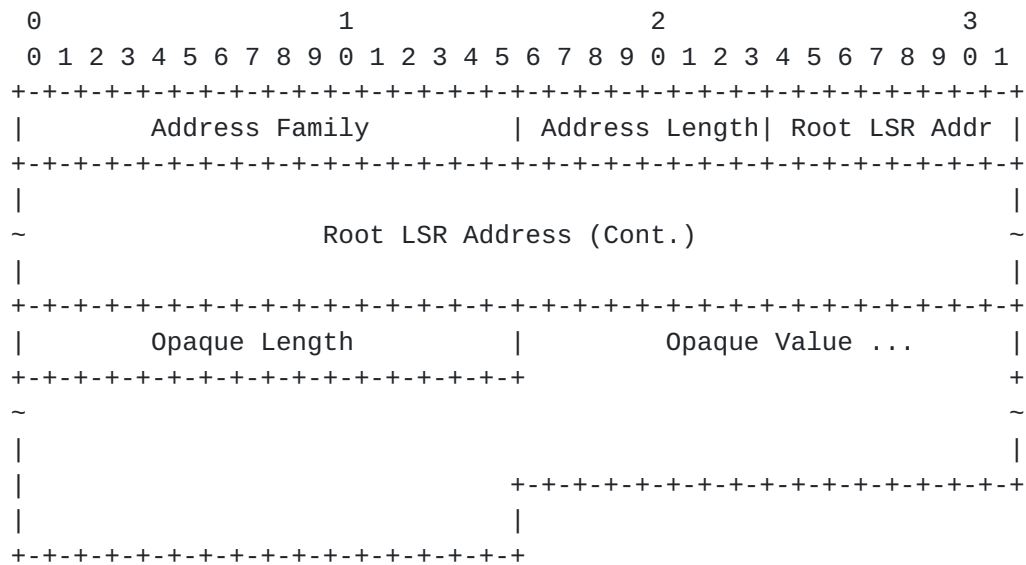 0                   1                   2                   3
 0 1 2 3 4 5 6 7 8 9 0 1 2 3 4 5 6 7 8 9 0 1 2 3 4 5 6 7 8 9 0 1
+-+-+-+-+-+-+-+-+-+-+-+-+-+-+-+-+-+-+-+-+-+-+-+-+-+-+-+-+-+-+-+-+
|        Address Family         | Address Length| Root LSR Addr |
+-+-+-+-+-+-+-+-+-+-+-+-+-+-+-+-+-+-+-+-+-+-+-+-+-+-+-+-+-+-+-+-+
|                                                               |
~                   Root LSR Address (Cont.)                    ~
|                                                               |
+-+-+-+-+-+-+-+-+-+-+-+-+-+-+-+-+-+-+-+-+-+-+-+-+-+-+-+-+-+-+-+-+
|        Opaque Length          |         Opaque Value ...      |
+-+-+-+-+-+-+-+-+-+-+-+-+-+-+-+-+                               +
~                                                               ~
|                                                               |
|                               +-+-+-+-+-+-+-+-+-+-+-+-+-+-+-+-+
|                               |
+-+-+-+-+-+-+-+-+-+-+-+-+-+-+-+-+